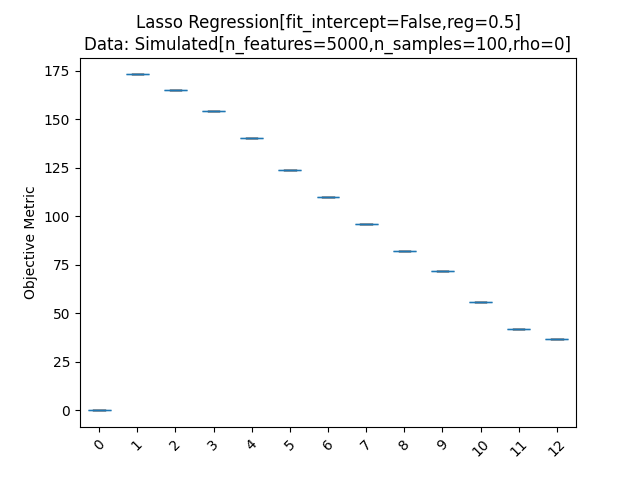 Lasso Regression[fit_intercept=False,reg=0.5]
Data: Simulated[n_features=5000,n_samples=100,rho=0]
175
150
125
100
75
50
25
0
Objective Metric
0 1 2 3 4 5 6 7 8 9 10 11 12